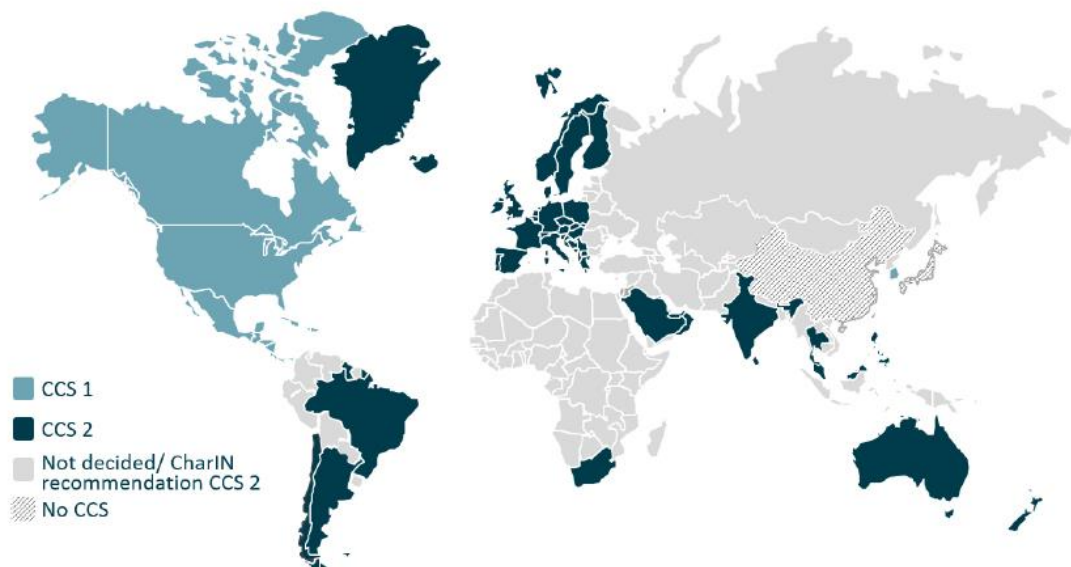 CCS 1
CCS 2
Not decided/ CharIN
recommendation CCS 2
No CCS